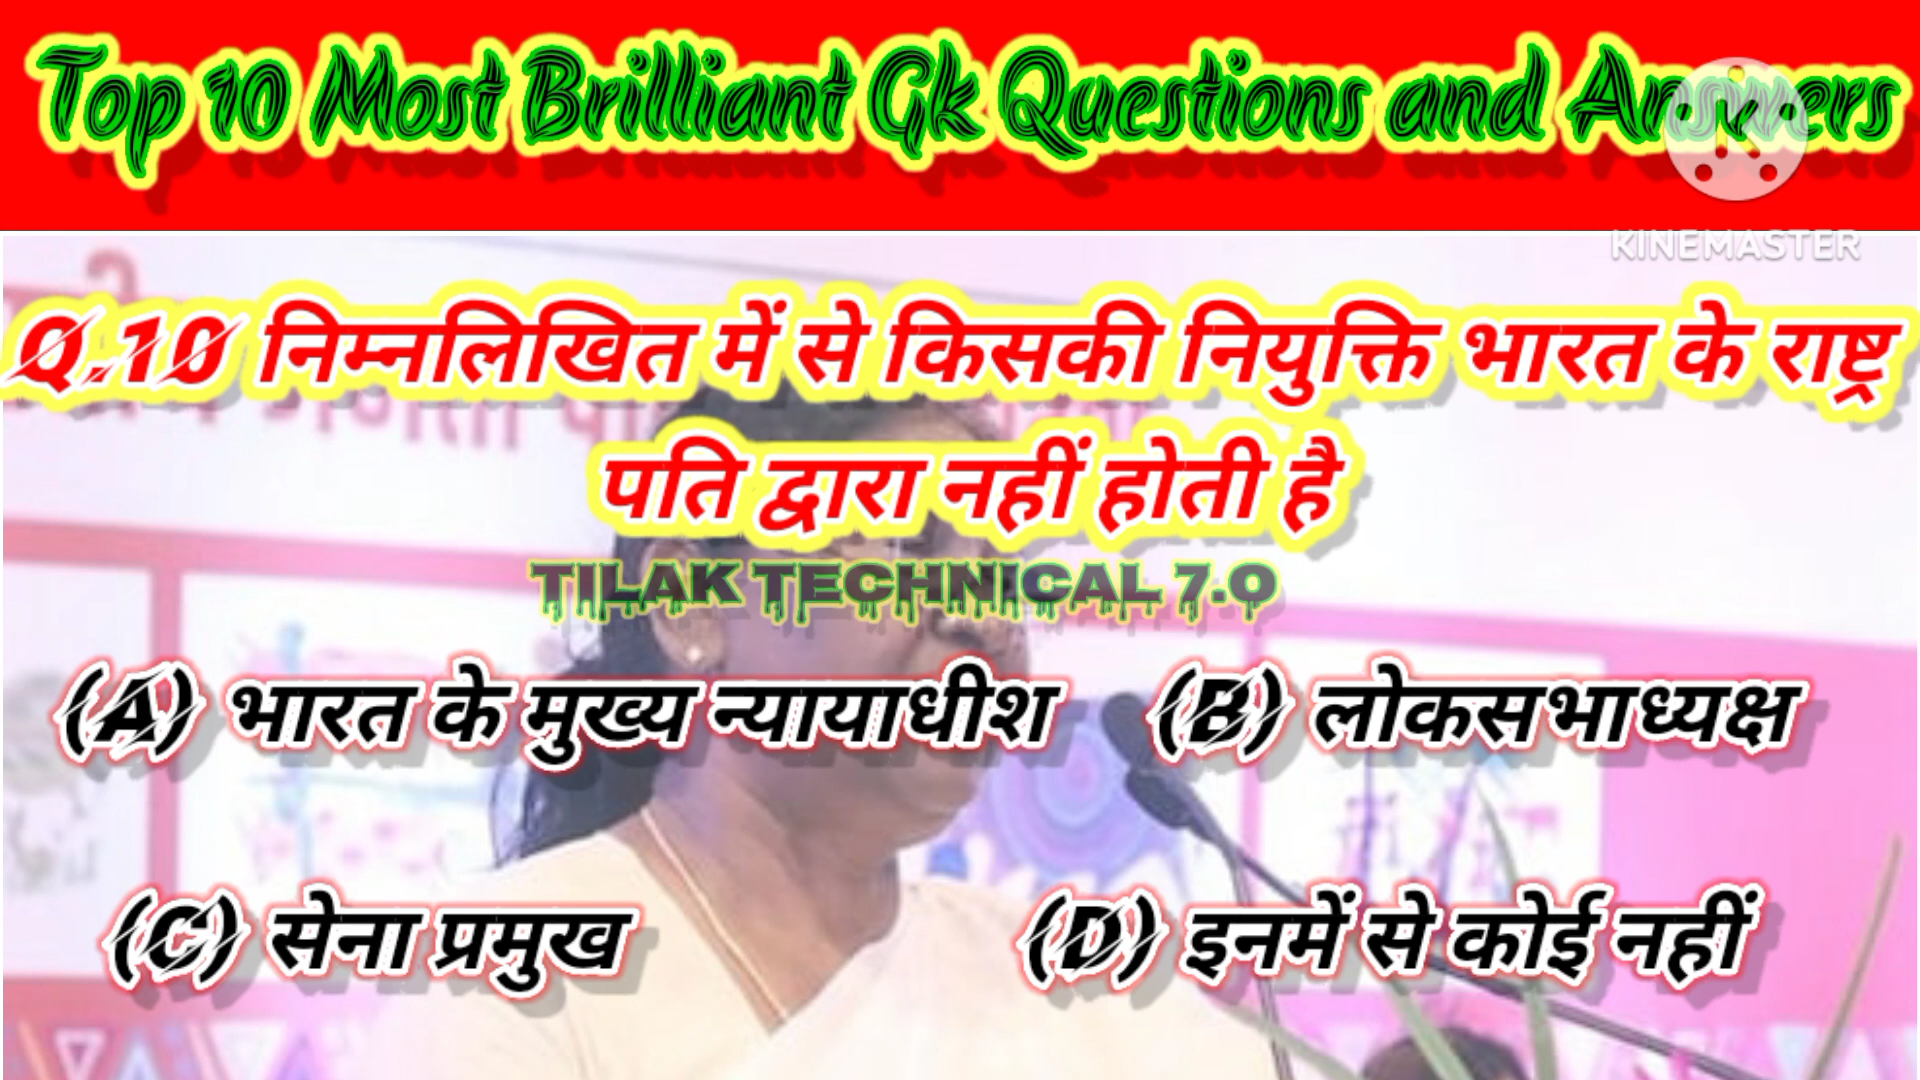 Top 10 Most Brilliant Gk Questions and Answers
KINEMASTER
Q.10 निम्नलिखित में से किसकी नियुक्ति भारत के राष्ट्र
पति द्वारा नहीं होती है
TILAK TECHNICAL 7.0
(A) भारत के मुख्य न्यायाधीश (B) लोकसभाध्यक्ष
(C) सेना प्रमुख (D) इनमें से कोई नहीं